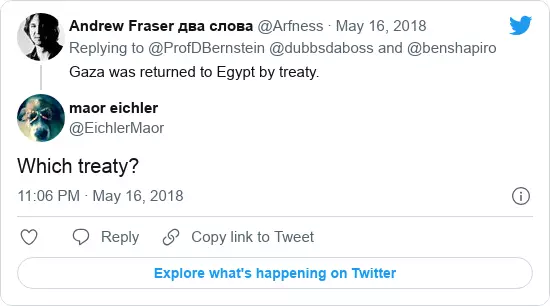 Andrew Fraser два слова @Arfness · May 16, 2018
Replying to @ProfDBernstein @dubbsdaboss and @benshapiro
Gaza was returned to Egypt by treaty.
maor eichler
@EichlerMaor
Which treaty?
11:06 PM · May 16, 2018
Reply Copy link to Tweet
Explore what's happening on Twitter